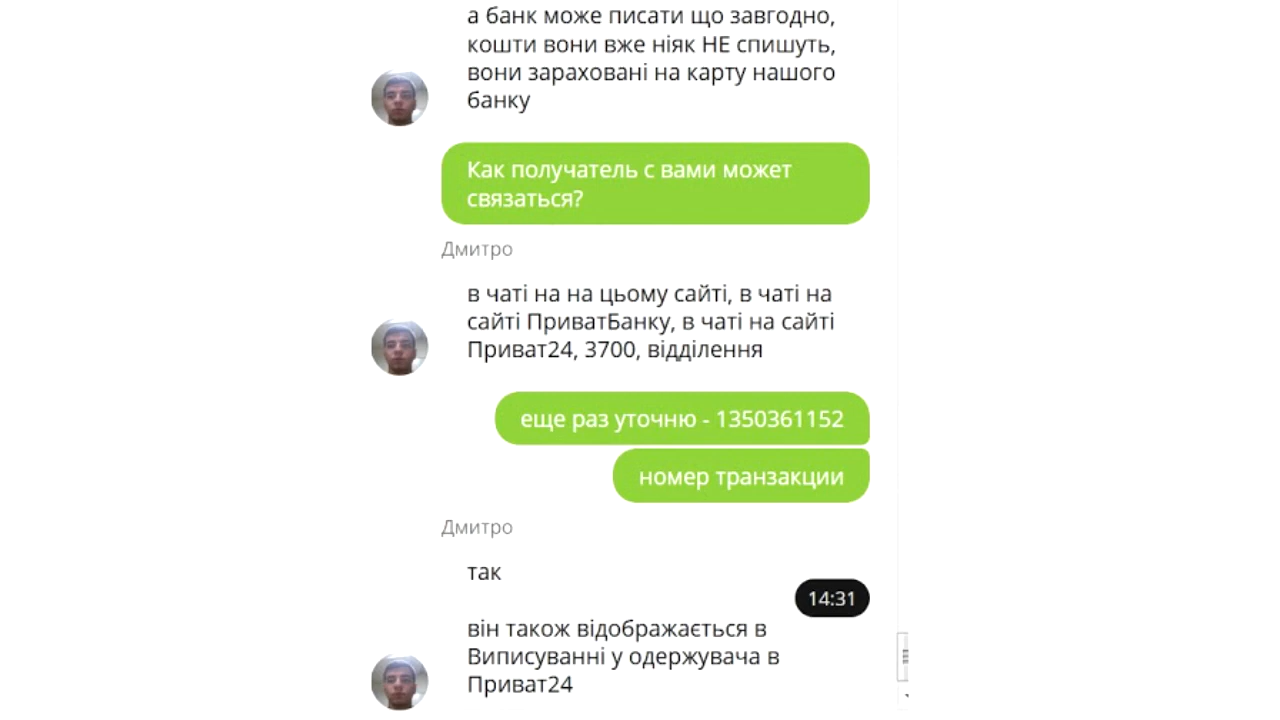 а банк може писати що завгодно,
кошти вони вже ніяк НЕ спишуть,
вони зараховані на карту нашого
банку
Как получатель с вами может
связаться?
Дмитро
в чаті на на цьому сайті, в чаті на
сайті ПриватБанку, в чаті на сайті
Приват24, 3700, відділення
еще раз уточню - 1350361152
номер транзакции
Дмитро
так
14:31
він також відображається в
Виписуванні у одержувача в
Приват24